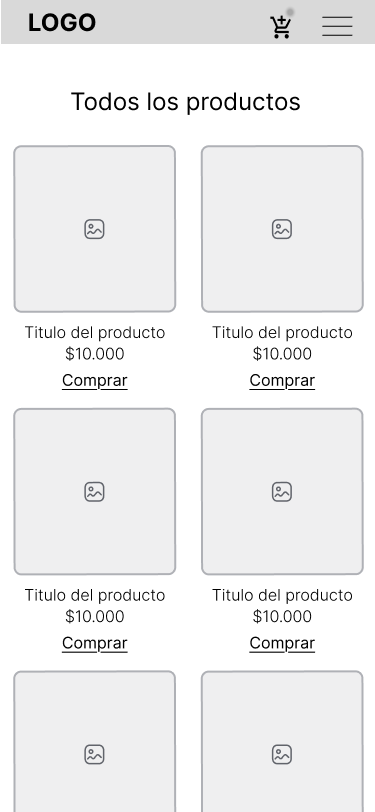 LOGO
Todos los productos
Titulo del producto
$10.000
Comprar
Titulo del producto
$10.000
Comprar
Titulo del producto
$10.000
Comprar
Titulo del producto
$10.000
Comprar